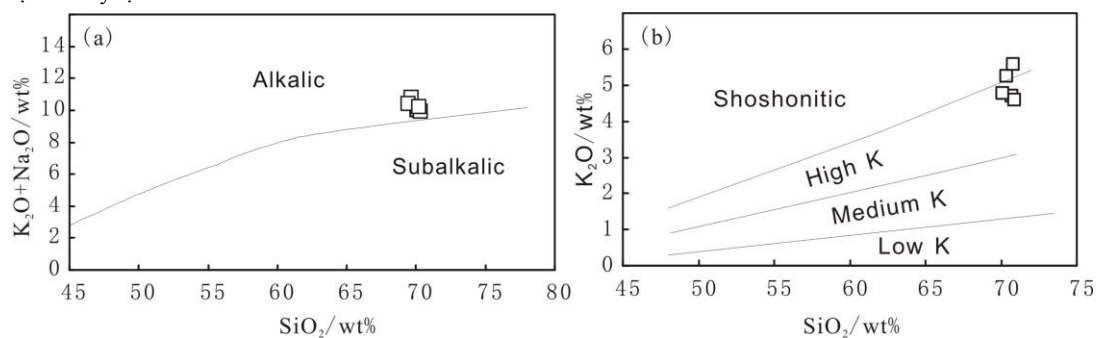 (a)
14
12
10
8
6
4
2
0
K₂O+Na₂O/wt%
Alkalic
Subalkalic
45 50 55 60 65 70 75 80
SiO₂/wt%
(b)
6
5
4
3
2
1
0
K₂O/wt%
Shoshonitic
High K
Medium K
Low K
45 50 55 60 65 70 75
SiO₂/wt%